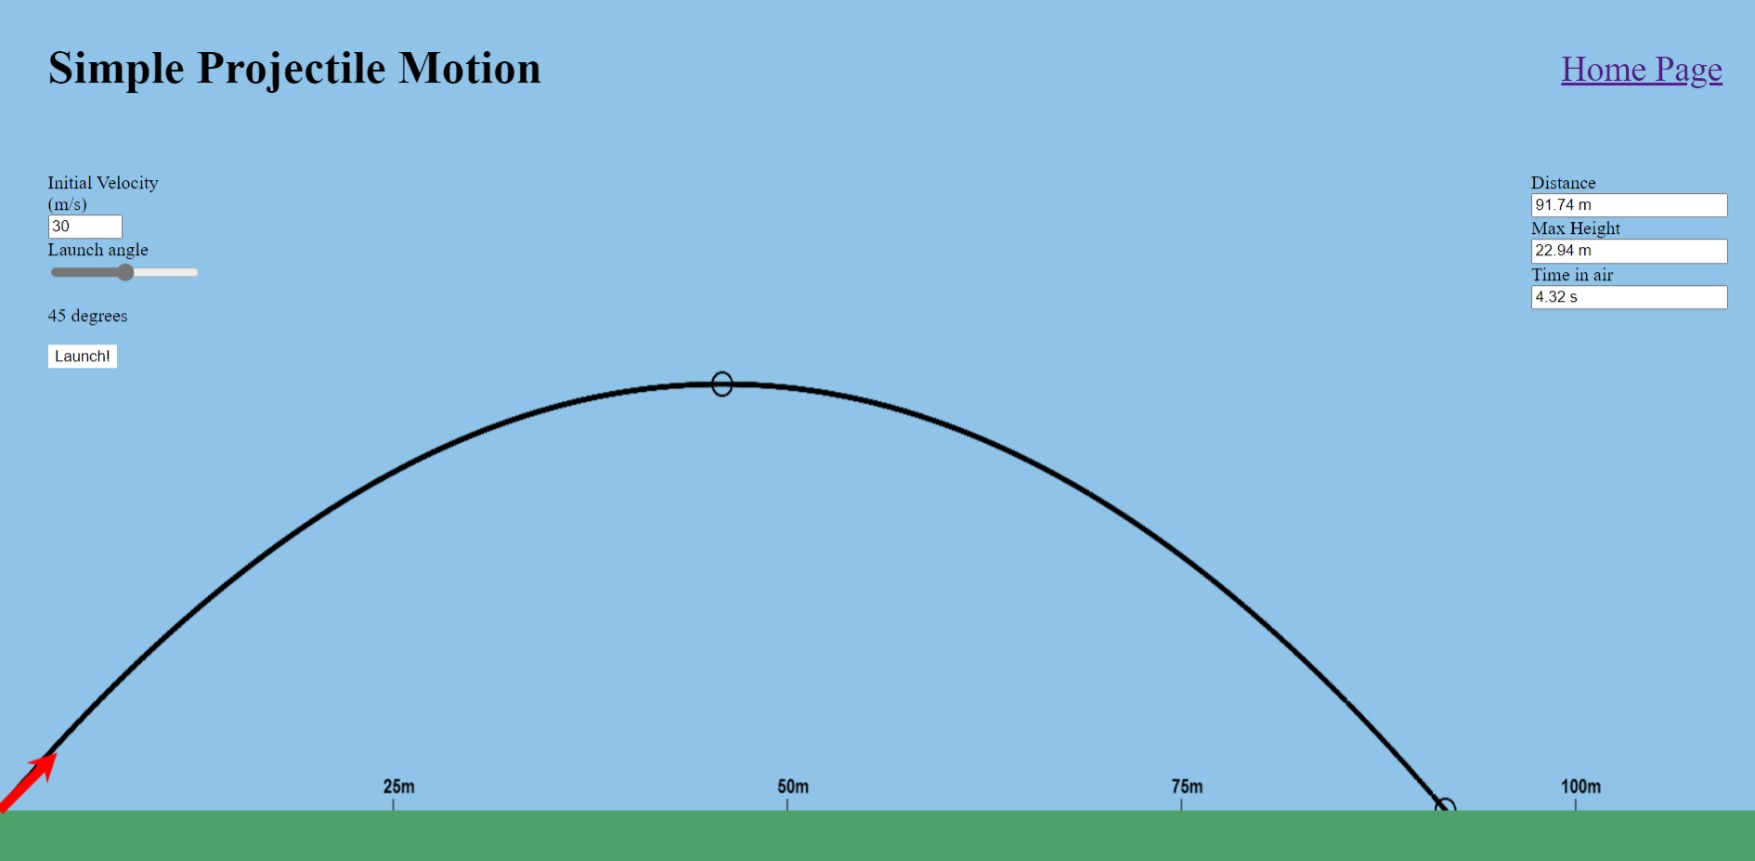 Simple Projectile Motion
Home Page
Initial Velocity
(m/s)
30
Launch angle
45 degrees
Launch!
Distance
91.74 m
Max Height
22.94 m
Time in air
4.32 s
25m
50m
75m
100m